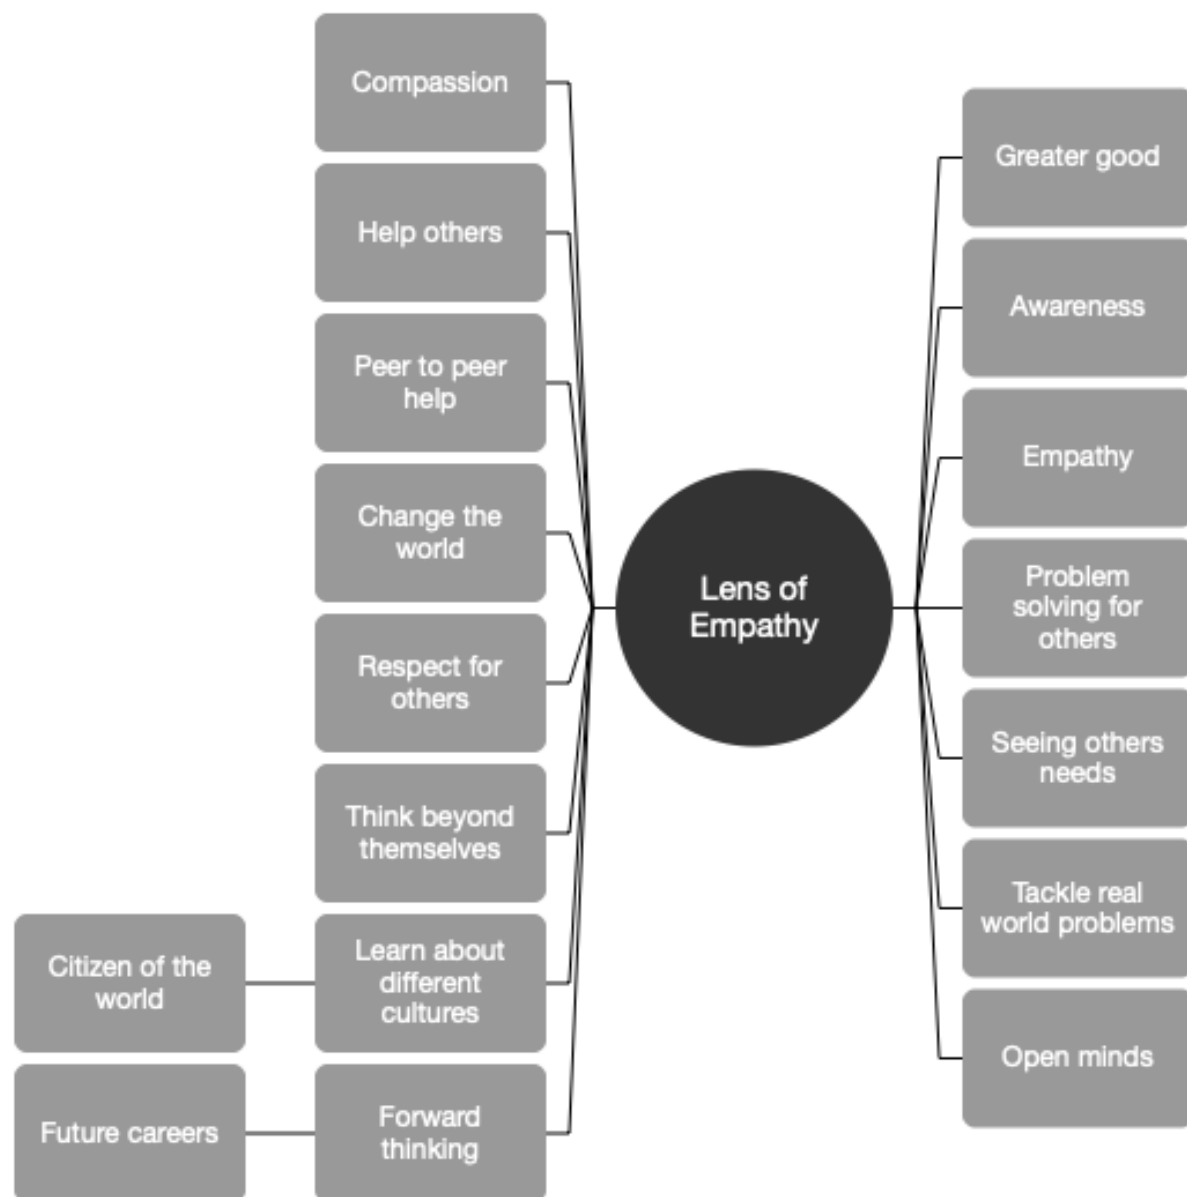 Compassion
Help others
Peer to peer
help
Change the
world
Respect for
others
Think beyond
themselves
Citizen of the
world
Learn about
different
cultures
Future careers
Forward
thinking
Lens of
Empathy
Greater good
Awareness
Empathy
Problem
solving for
others
Seeing others
needs
Tackle real
world problems
Open minds